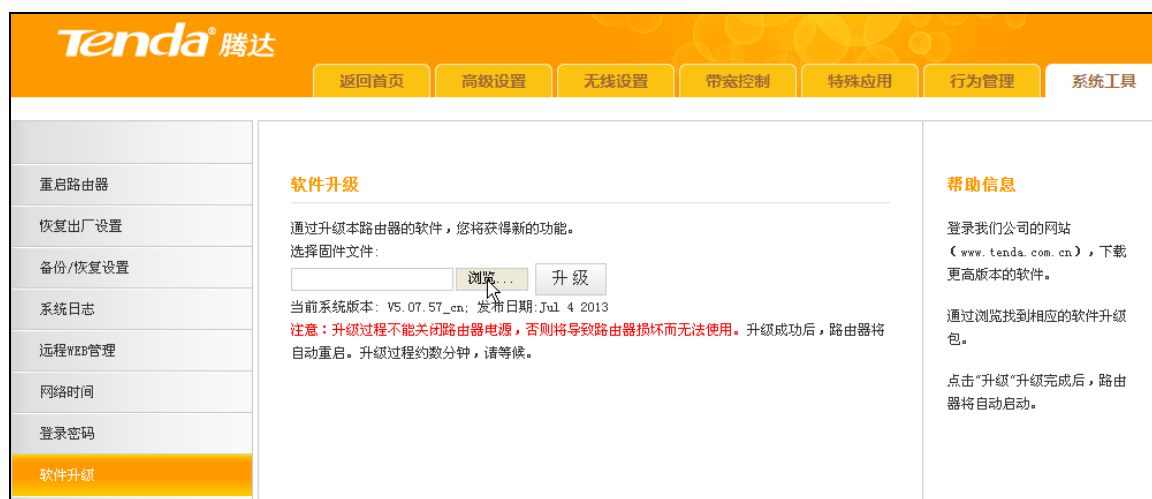 Tenda®腾达
返回首页 高级设置 无线设置 带宽控制 特殊应用 行为管理 系统工具
重启路由器
恢复出厂设置
备份/恢复设置
系统日志
远程WEB管理
网络时间
登录密码
软件升级
软件升级
通过升级本路由器的软件，您将获得新的功能。
选择固件文件:
浏览... 升 级
当前系统版本: V5.07.57_cn; 发布日期:Jul 4 2013
注意：升级过程不能关闭路由器电源，否则将导致路由器损坏而无法使用。升级成功后，路由器将
自动重启。升级过程约数分钟，请等候。
帮助信息
登录我们公司的网站
（www.tenda.com.cn），下载
更高版本的软件。
通过浏览找到相应的软件升级
包。
点击“升级”升级完成后，路由
器将自动启动。